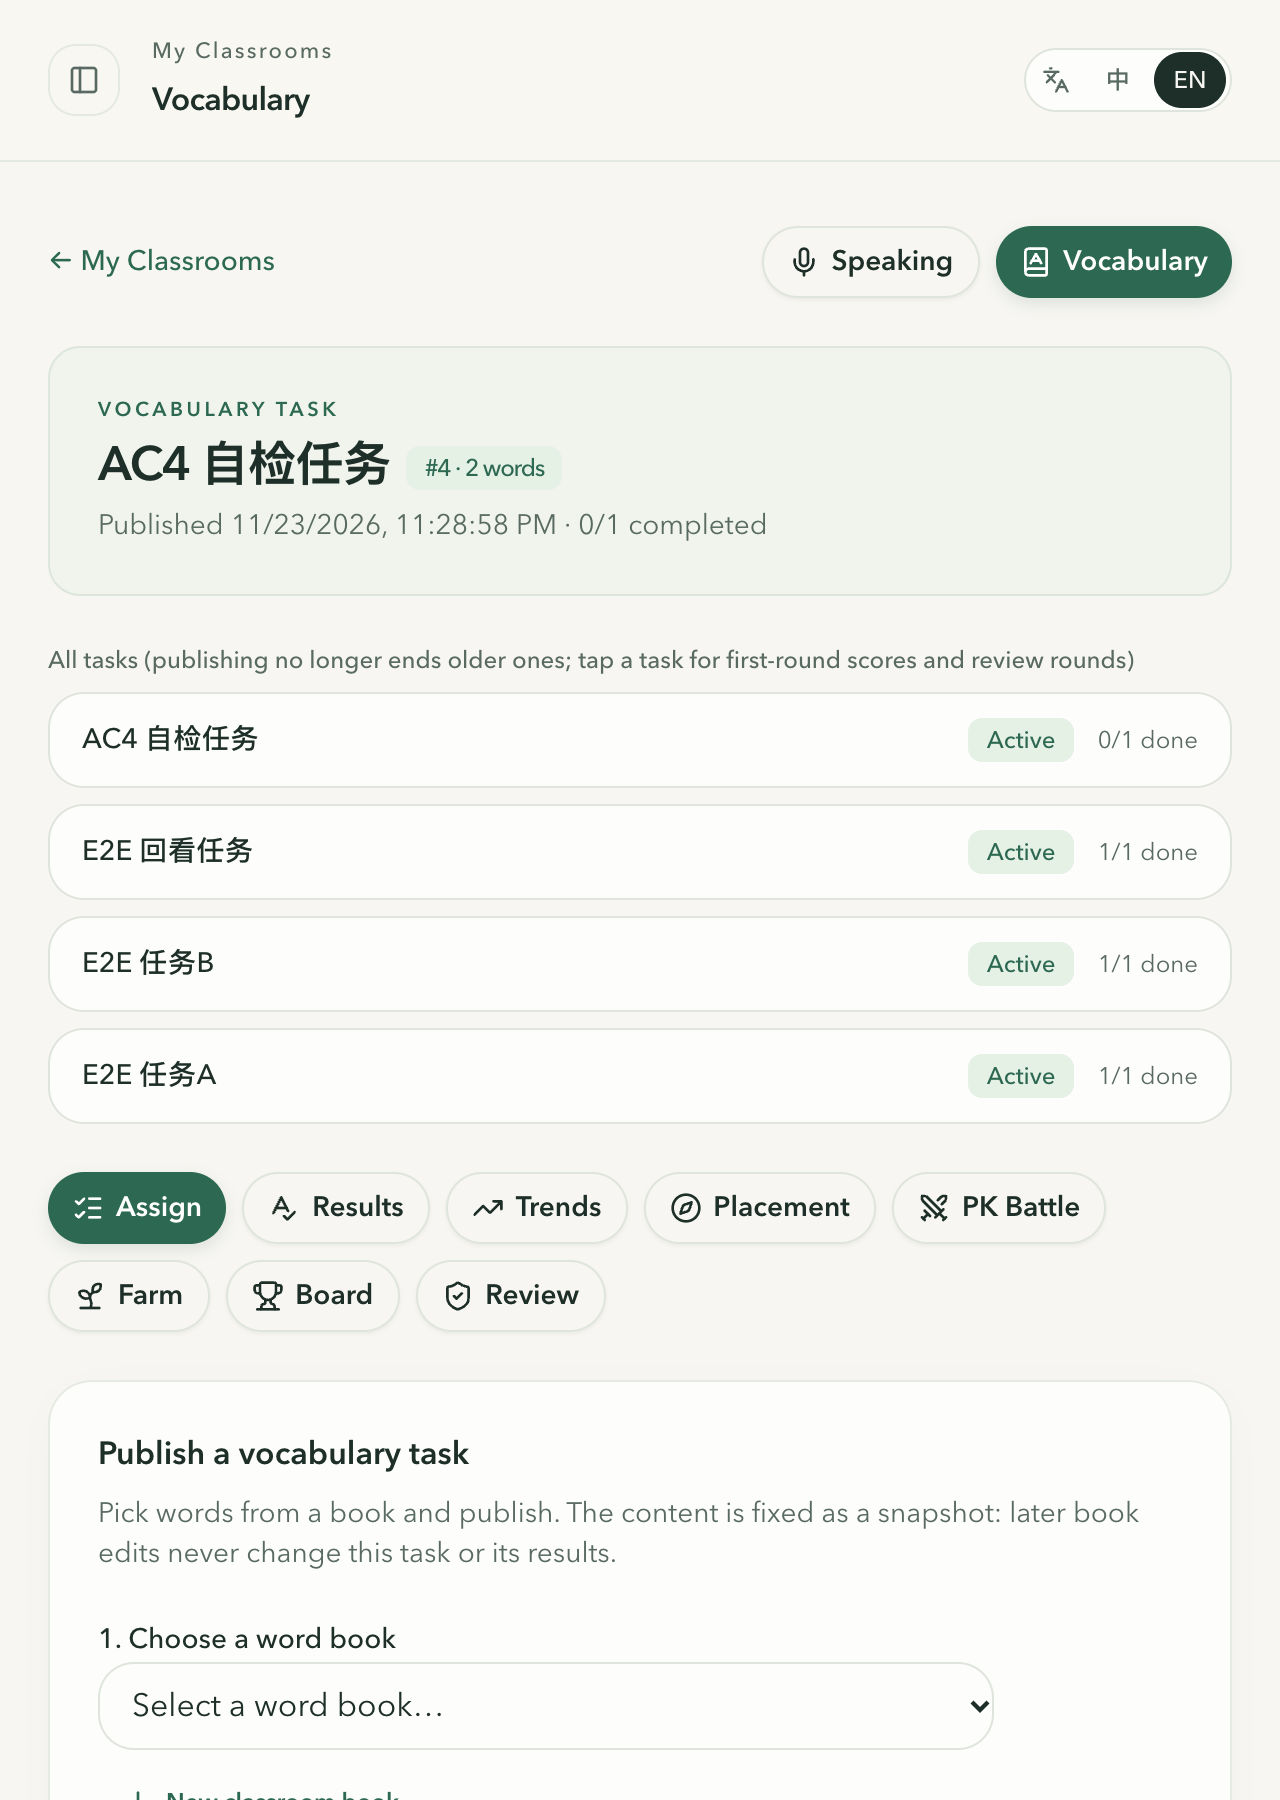 My Classrooms
Vocabulary
中
EN
← My Classrooms
Speaking
Vocabulary
VOCABULARY TASK
AC4 自检任务 #4 · 2 words
Published 11/23/2026, 11:28:58 PM · 0/1 completed
All tasks (publishing no longer ends older ones; tap a task for first-round scores and review rounds)
AC4 自检任务 Active 0/1 done
E2E 回看任务 Active 1/1 done
E2E 任务B Active 1/1 done
E2E 任务A Active 1/1 done
Assign Results Trends Placement PK Battle
Farm Board Review
Publish a vocabulary task
Pick words from a book and publish. The content is fixed as a snapshot: later book
edits never change this task or its results.
1. Choose a word book
Select a word book...
New classroom book